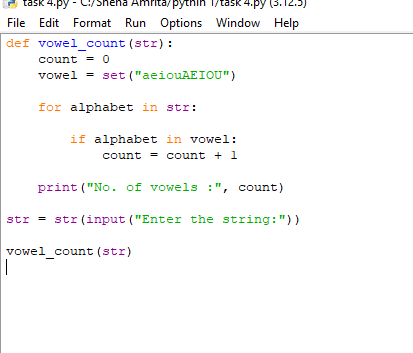 task 4.py - C:/Sneha Amrita/pythin 1/task 4.py (3.12.5)
File Edit Format Run Options Window Help
def vowel_count(str):
    count = 0
    vowel = set("aeiouAEIOU")
    for alphabet in str:
        if alphabet in vowel:
            count = count + 1
    print("No. of vowels :", count)
str = str(input("Enter the string:"))
vowel_count(str)